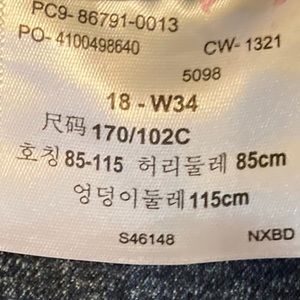 PC9- 86791-0013
PO- 4100498640 CW- 1321
5098
18 - W34
尺码 170/102C
호칭 85-115 허리둘레 85cm
엉덩이둘레 115cm
S46148 NXBD